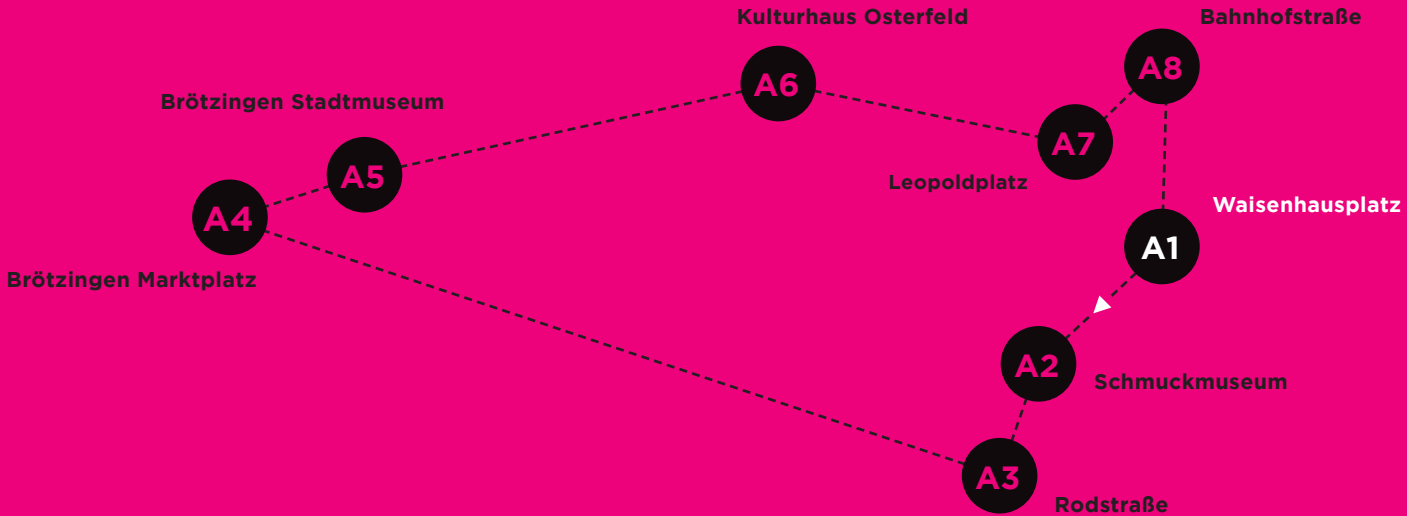 Kulturhaus Osterfeld
Bahnhofstraße
A8
A6
Brötzingen Stadtmuseum
A7
A5
Leopoldplatz
Waisenhausplatz
A4
A1
Brötzingen Marktplatz
A2
Schmuckmuseum
A3
Rodstraße